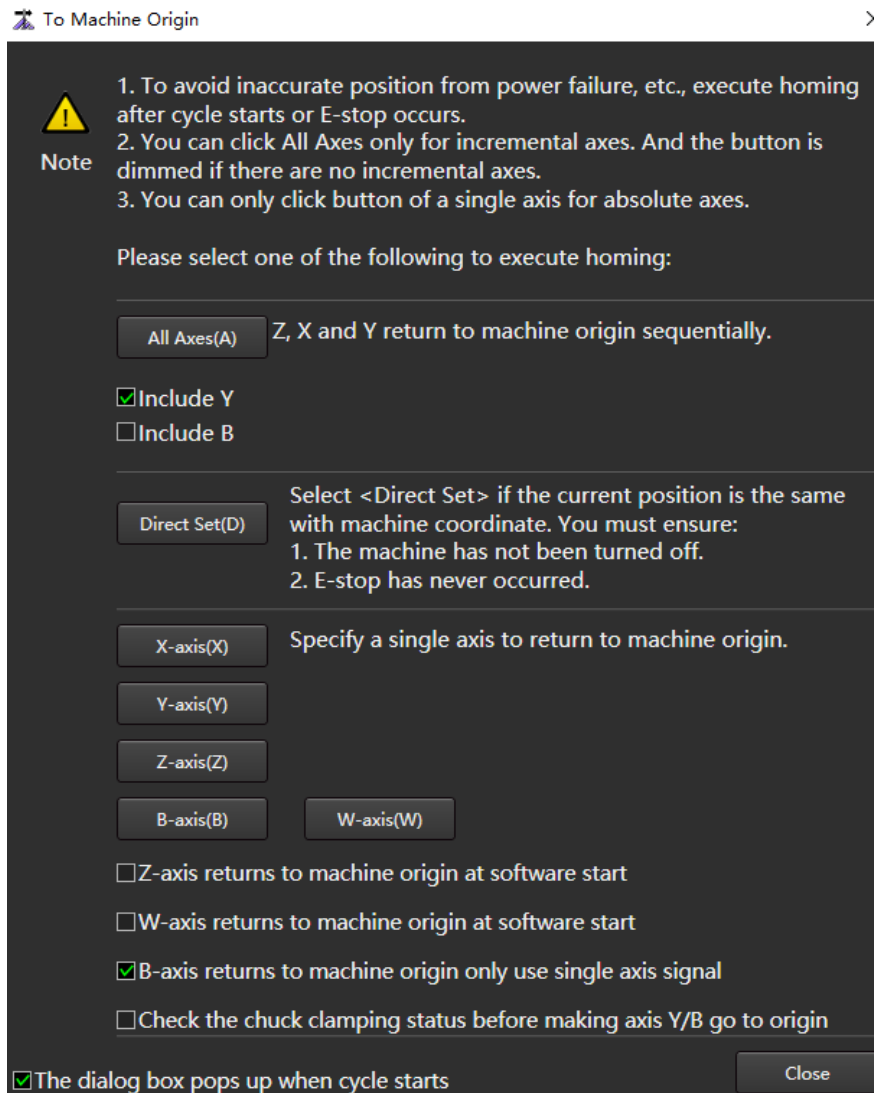 To Machine Origin
1. To avoid inaccurate position from power failure, etc., execute homing
after cycle starts or E-stop occurs.
2. You can click All Axes only for incremental axes. And the button is
dimmed if there are no incremental axes.
3. You can only click button of a single axis for absolute axes.
Note
Please select one of the following to execute homing:
All Axes(A)
Z, X and Y return to machine origin sequentially.
Include Y
Include B
Direct Set(D)
Select <Direct Set> if the current position is the same
with machine coordinate. You must ensure:
1. The machine has not been turned off.
2. E-stop has never occurred.
X-axis(X)
Specify a single axis to return to machine origin.
Y-axis(Y)
Z-axis(Z)
B-axis(B)
W-axis(W)
Z-axis returns to machine origin at software start
W-axis returns to machine origin at software start
B-axis returns to machine origin only use single axis signal
Check the chuck clamping status before making axis Y/B go to origin
The dialog box pops up when cycle starts
Close